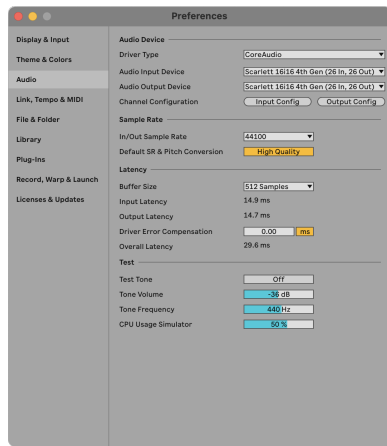 Preferences
Display & Input
Theme & Colors
Audio
Link, Tempo & MIDI
File & Folder
Library
Plug-Ins
Record, Warp & Launch
Licenses & Updates
Audio Device
Driver Type CoreAudio
Audio Input Device Scarlett 16i16 4th Gen (26 In, 26 Out)
Audio Output Device Scarlett 16i16 4th Gen (26 In, 26 Out)
Channel Configuration Input Config Output Config
Sample Rate
In/Out Sample Rate 44100
Default SR & Pitch Conversion High Quality
Latency
Buffer Size 512 Samples
Input Latency 14.9 ms
Output Latency 14.7 ms
Driver Error Compensation 0.00 ms
Overall Latency 29.6 ms
Test
Test Tone Off
Tone Volume -36 dB
Tone Frequency 440 Hz
CPU Usage Simulator 50 %